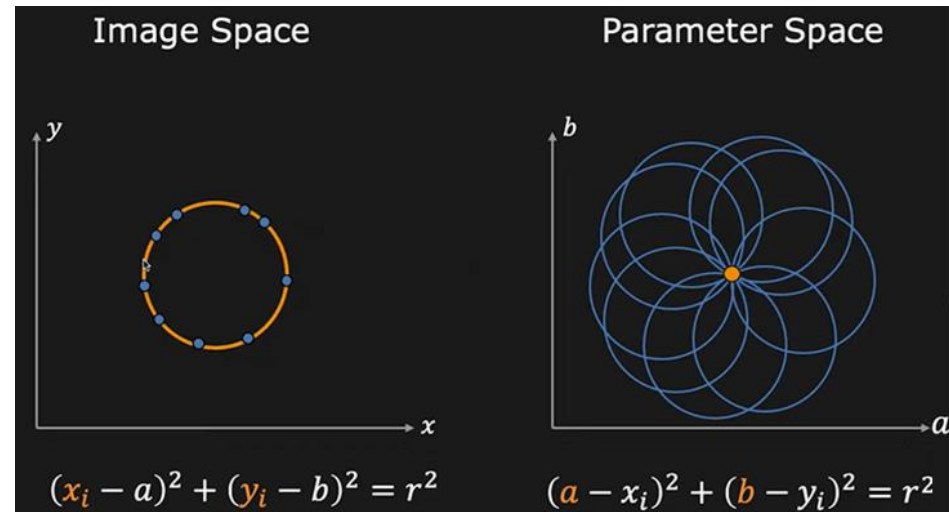 Image Space
Parameter Space
y
x
(xᵢ − a)² + (yᵢ − b)² = r²
b
a
(a − xᵢ)² + (b − yᵢ)² = r²